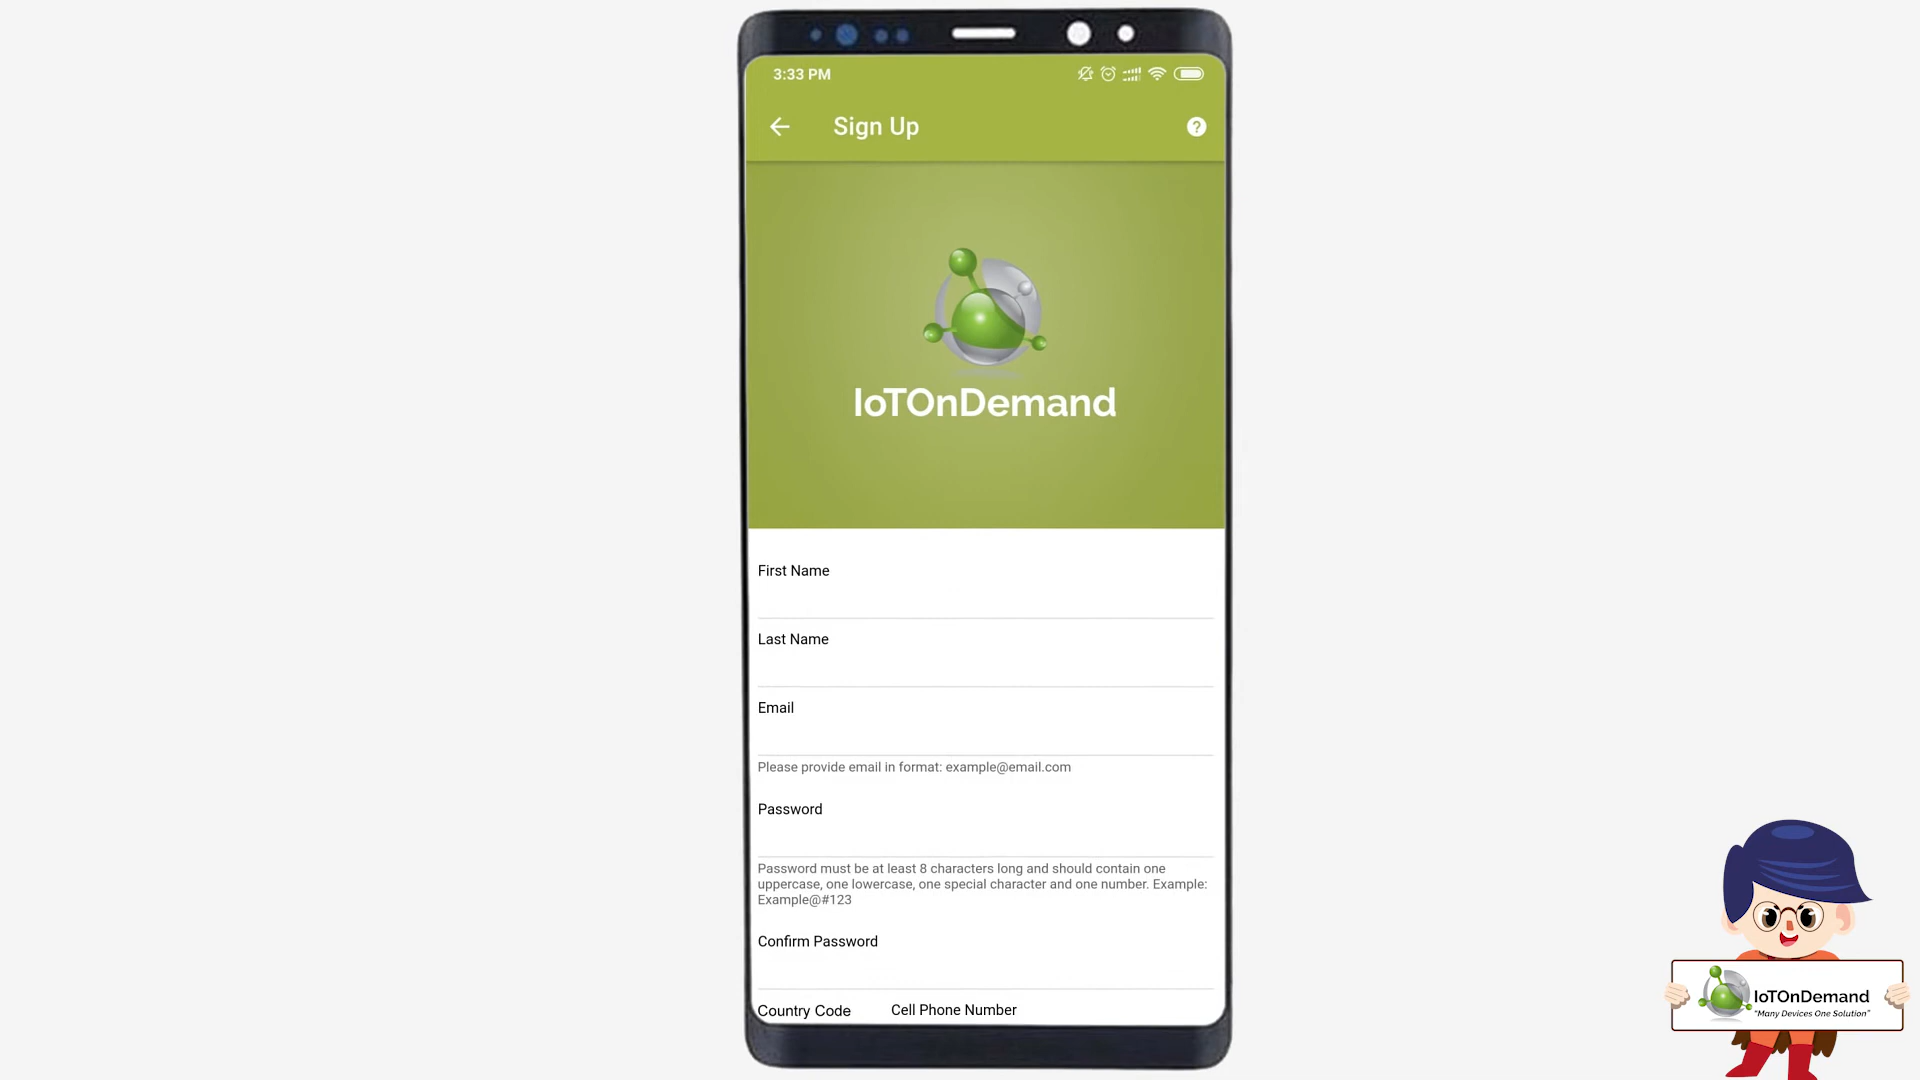 3:33 PM
Sign Up
?
IoTOnDemand
First Name
Last Name
Email
Please provide email in format: example@email.com
Password
Password must be at least 8 characters long and should contain one
uppercase, one lowercase, one special character and one number. Example:
Example@#123
Confirm Password
Country Code Cell Phone Number
IoTOnDemand
"Many Devices One Solution"